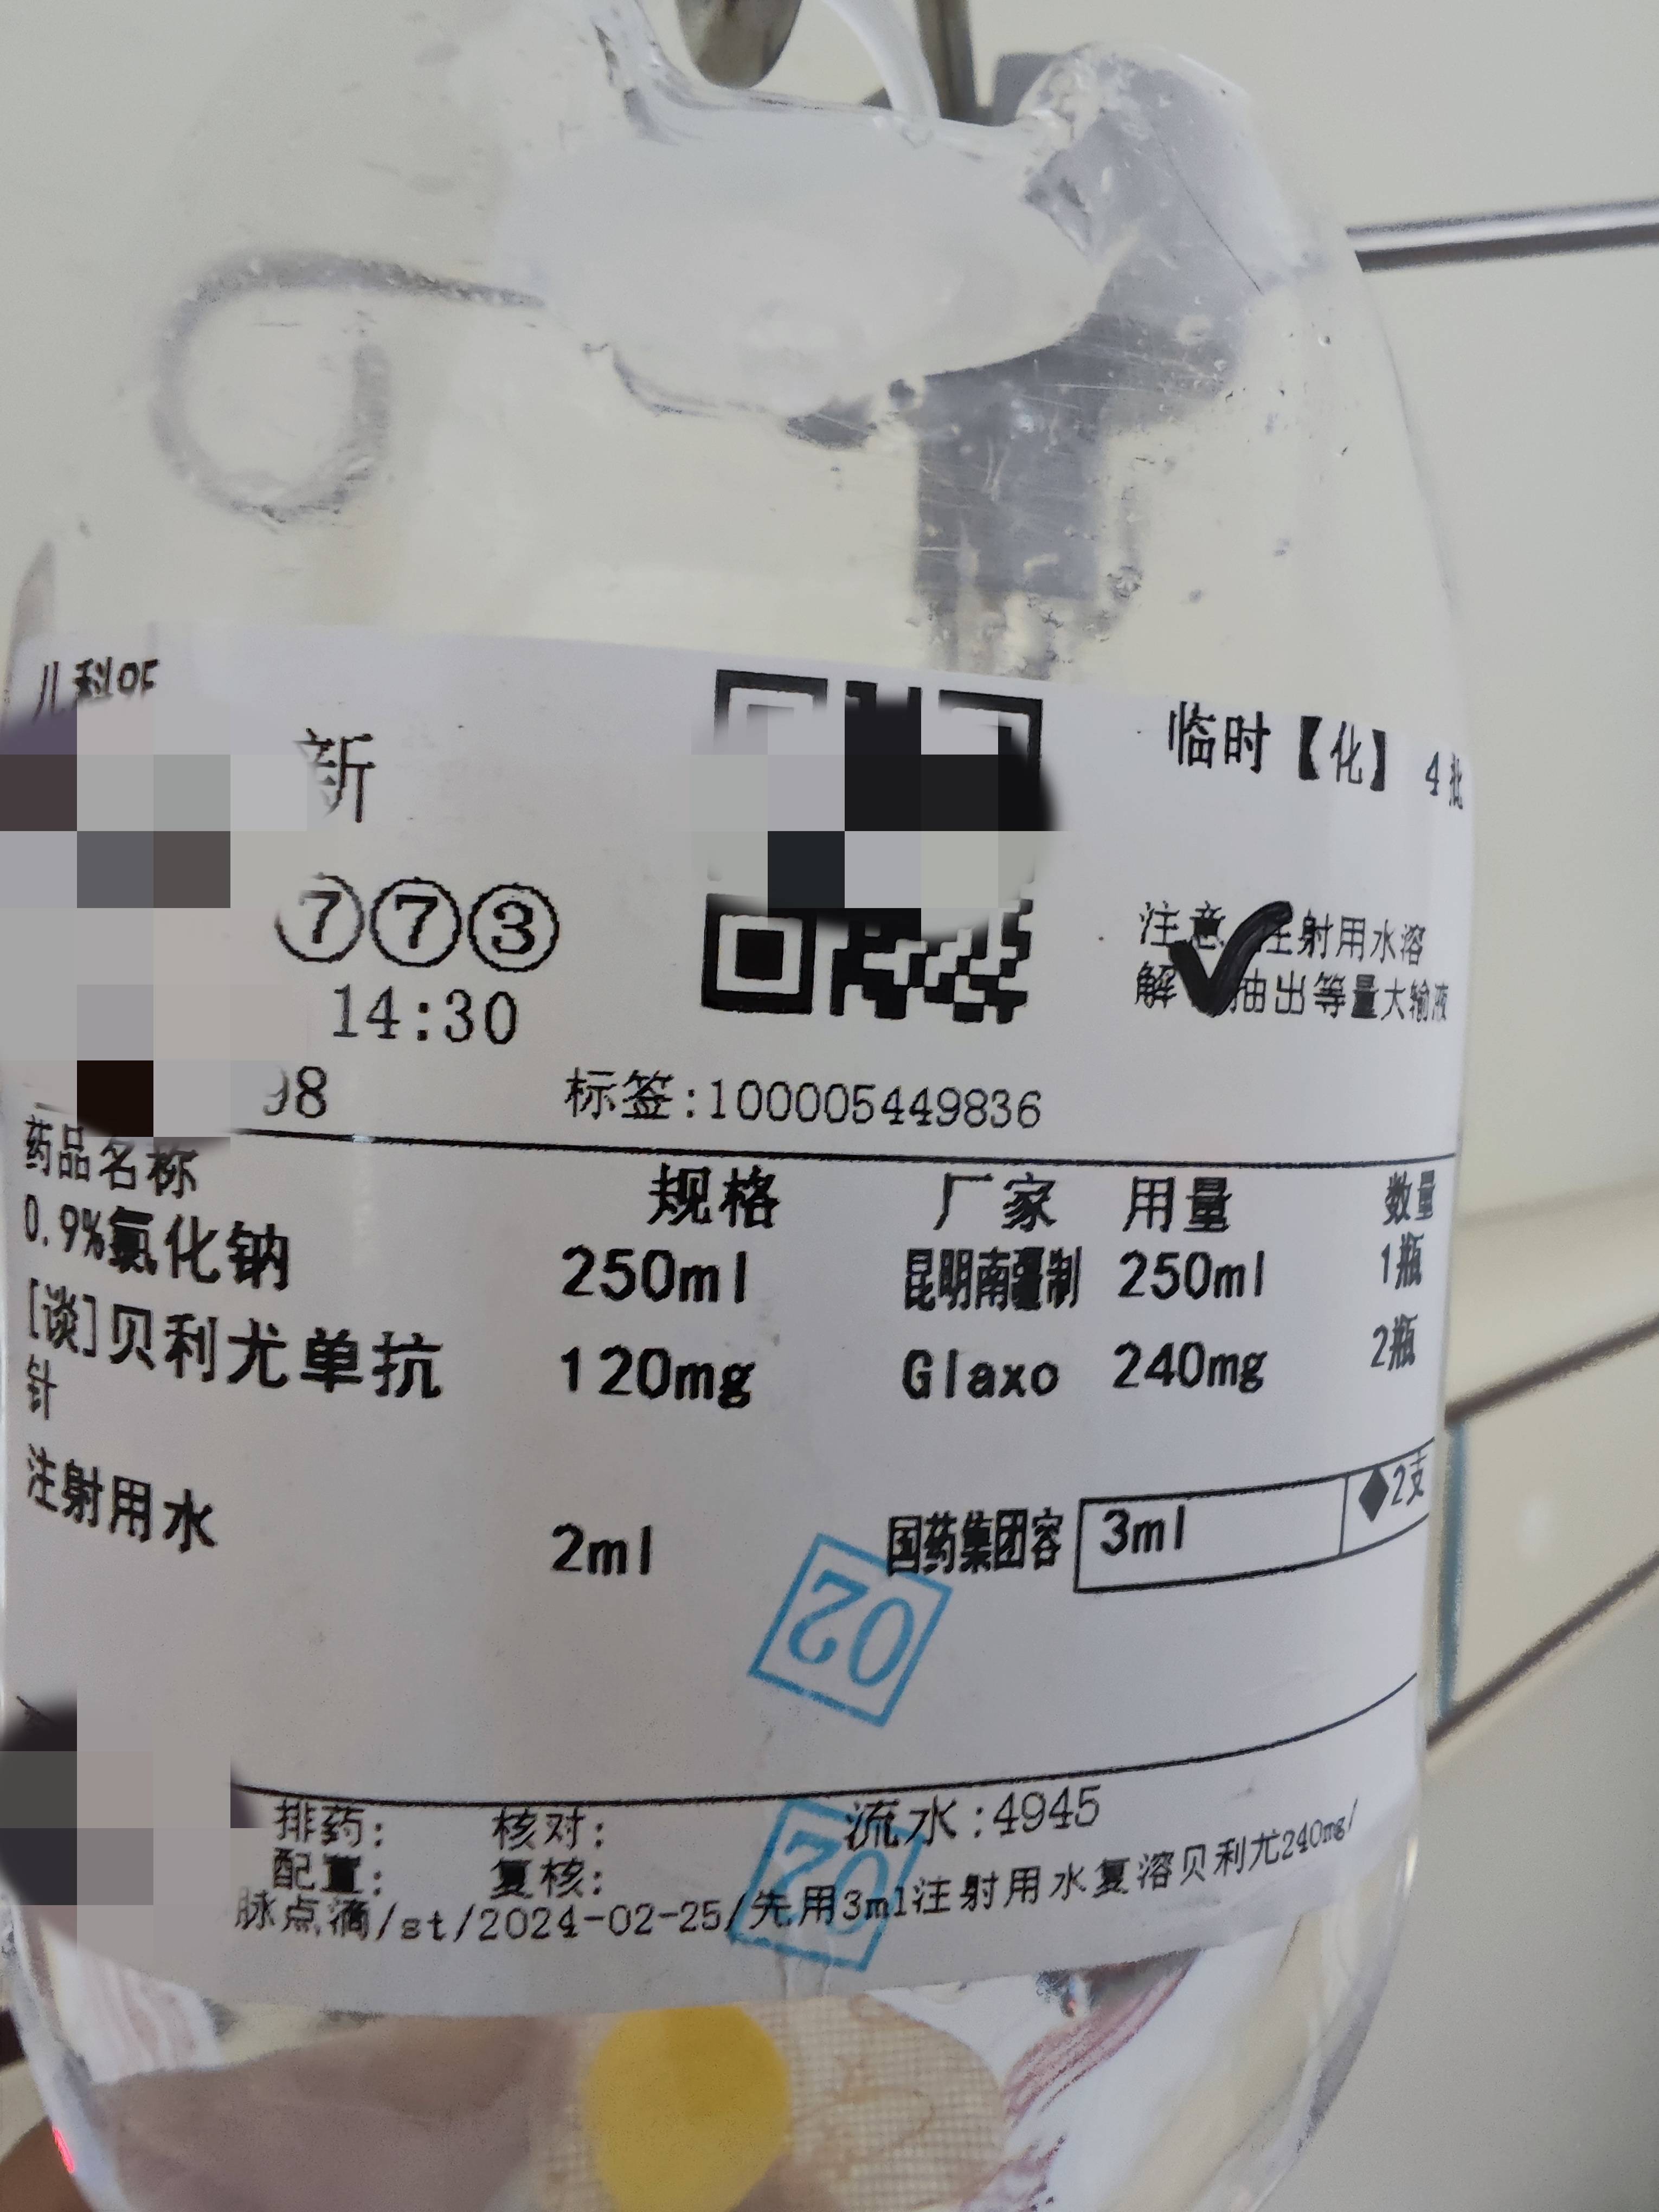 儿科
新
临时【化】 4批
⑦⑦③
注意 注射用水溶
解 抽出等量大输液
14:30
98 标签:100005449836
药品名称 规格 厂家 用量 数量
0.9%氯化钠 250ml 昆明南疆制 250ml 1瓶
[谈]贝利尤单抗 120mg Glaxo 240mg 2瓶
针
注射用水 2ml 国药集团容 3ml ◆2支
02
排药: 核对: 流水:4945
配置: 复核:
02
脉点滴/st/2024-02-25/先用3ml注射用水复溶贝利尤240mg/